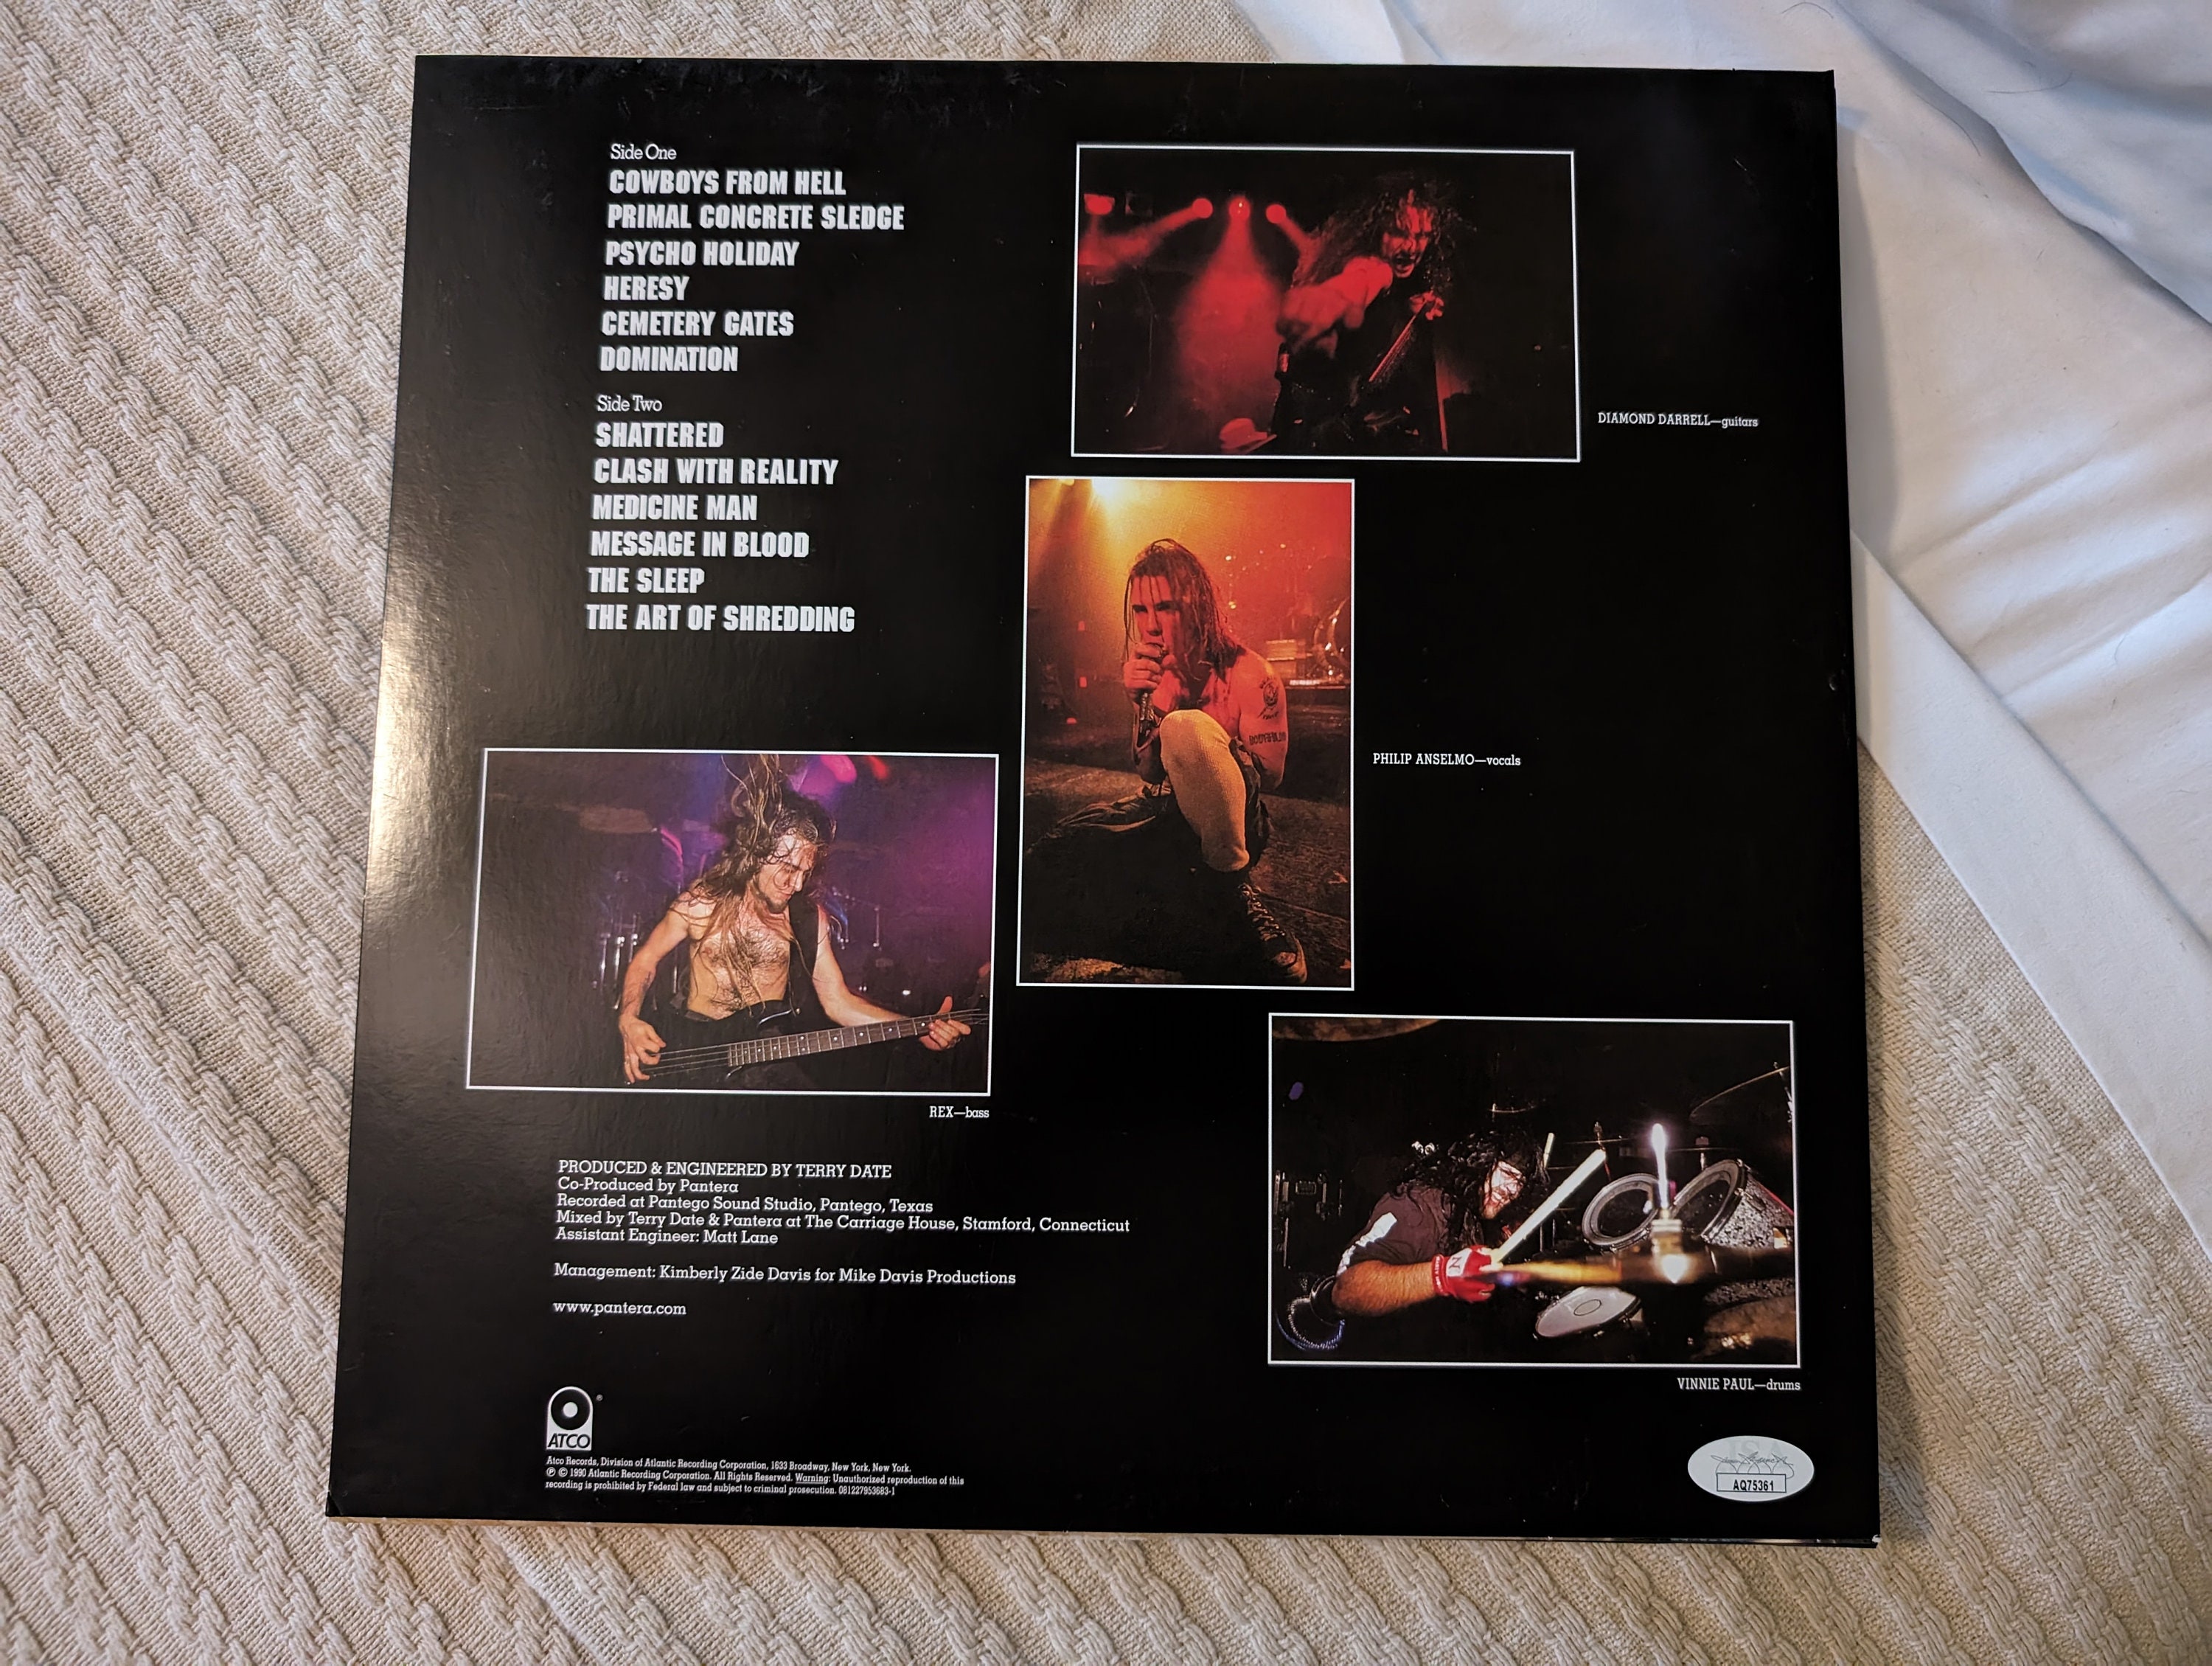 Side One
COWBOYS FROM HELL
PRIMAL CONCRETE SLEDGE
PSYCHO HOLIDAY
HERESY
CEMETERY GATES
DOMINATION
Side Two
SHATTERED
CLASH WITH REALITY
MEDICINE MAN
MESSAGE IN BLOOD
THE SLEEP
THE ART OF SHREDDING
DIAMOND DARRELL—guitars
PHILIP ANSELMO—vocals
REX—bass
VINNIE PAUL—drums
PRODUCED & ENGINEERED BY TERRY DATE
Co-Produced by Pantera
Recorded at Pantego Sound Studio, Pantego, Texas
Mixed by Terry Date & Pantera at The Carriage House, Stamford, Connecticut
Assistant Engineer: Matt Lane
Management: Kimberly Zide Davis for Mike Davis Productions
www.pantera.com
ATCO
®
Atco Records, Division of Atlantic Recording Corporation, 1633 Broadway, New York, New York.
℗ © 1990 Atlantic Recording Corporation. All Rights Reserved. Warning: Unauthorized reproduction of this
recording is prohibited by Federal law and subject to criminal prosecution. 081227953683-1
JSA
AQ75361